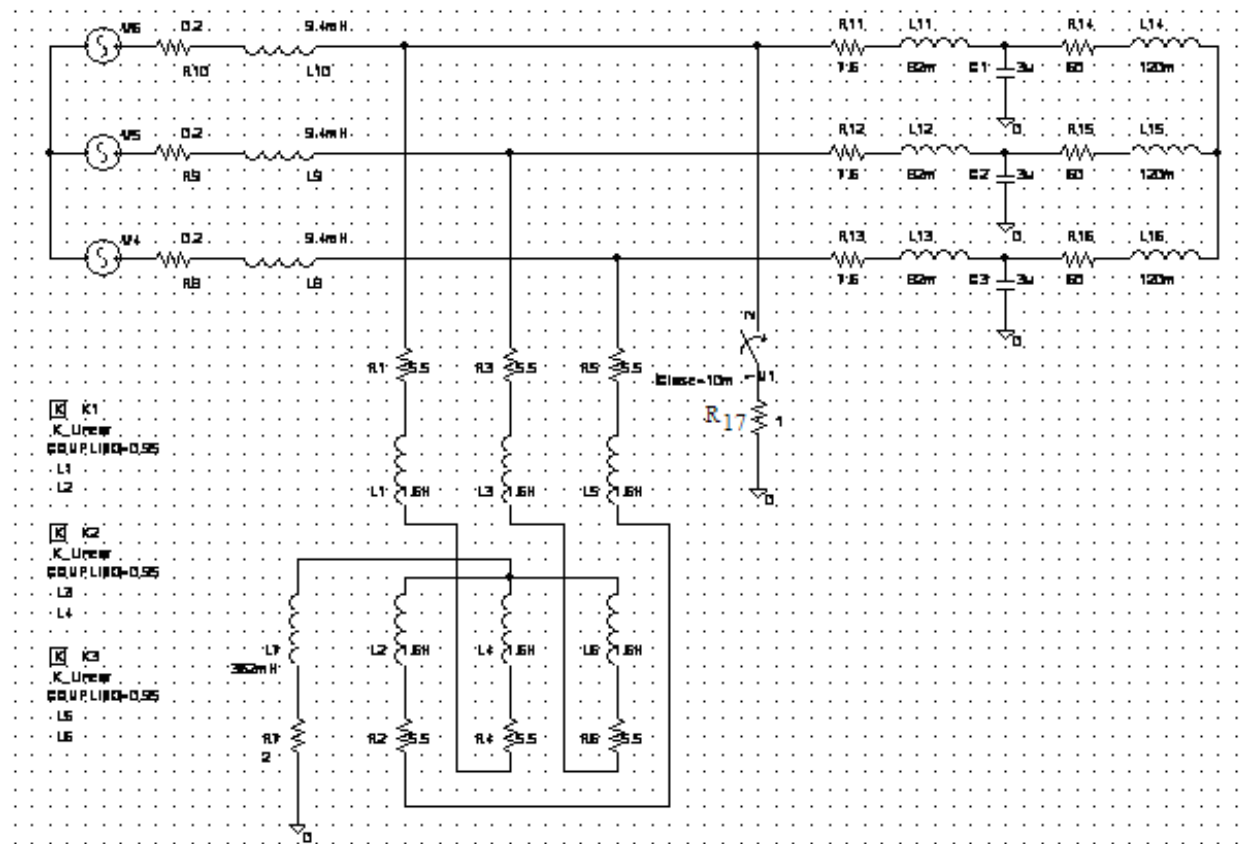 V6 0.2 9.4mH R11 L11 R14 L14
R10 L10 7.6 82m C1 3u 60 120m
0
V5 0.2 9.4mH R12 L12 R15 L15
R9 L9 7.6 82m C2 3u 60 120m
0
V4 0.2 9.4mH R13 L13 R16 L16
R8 L8 7.6 82m C3 3u 60 120m
2 0
R1 5.5 R3 5.5 R5 5.5 tClose=10m 1 U1
R17 1
K K1
K_Linear
COUPLING=0.95
L1
L2
L1 1.6H L3 1.6H L5 1.6H
0
K K2
K_Linear
COUPLING=0.95
L3
L4
K K3
K_Linear
COUPLING=0.95
L5
L6
L7 L2 1.6H L4 1.6H L6 1.6H
R7 R2 5.5 R4 5.5 R6 5.5
2
0